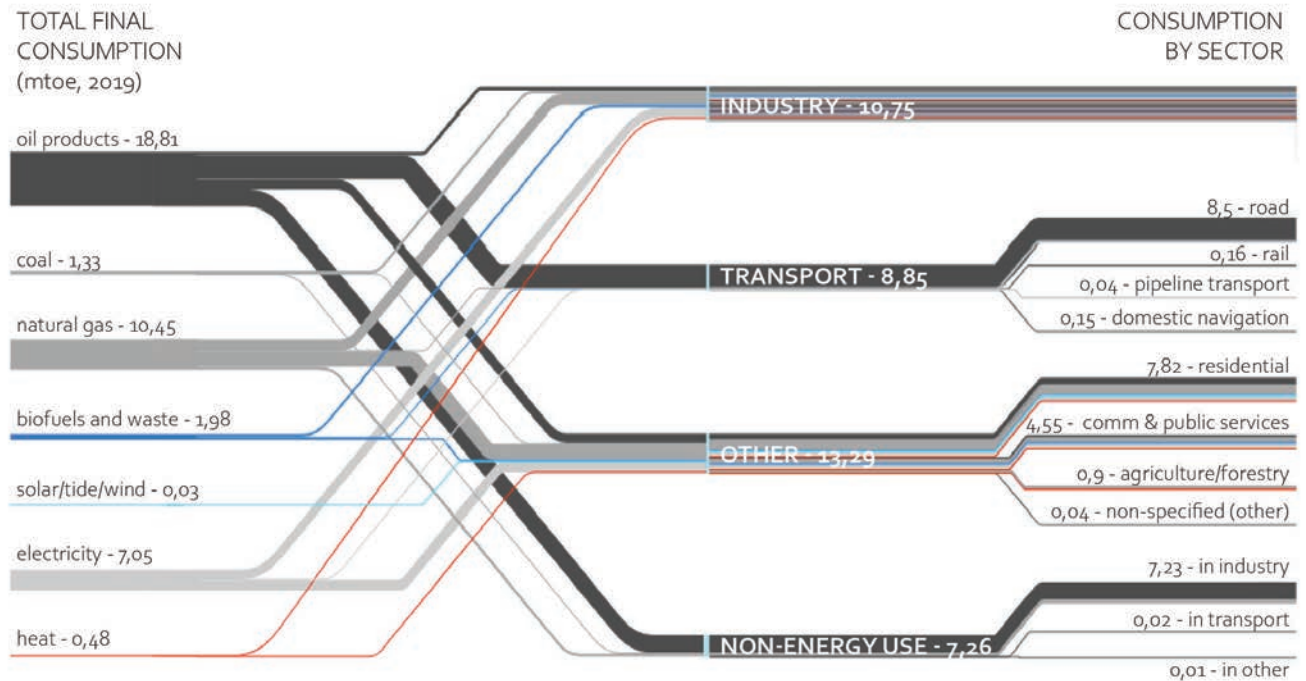 TOTAL FINAL
CONSUMPTION
(mtoe, 2019)
oil products - 18,81
coal - 1,33
natural gas - 10,45
biofuels and waste - 1,98
solar/tide/wind - 0,03
electricity - 7,05
heat - 0,48
INDUSTRY - 10,75
TRANSPORT - 8,85
OTHER - 13,29
NON-ENERGY USE - 7,26
CONSUMPTION
BY SECTOR
8,5 - road
0,16 - rail
0,04 - pipeline transport
0,15 - domestic navigation
7,82 - residential
4,55 - comm & public services
0,9 - agriculture/forestry
0,04 - non-specified (other)
7,23 - in industry
0,02 - in transport
0,01 - in other